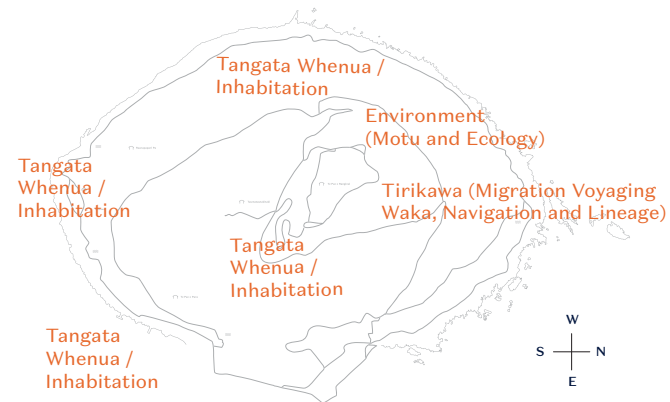 Tangata Whenua /
Inhabitation
Environment
(Motu and Ecology)
Tangata
Whenua /
Inhabitation
Tirikawa (Migration Voyaging
Waka, Navigation and Lineage)
Tangata
Whenua /
Inhabitation
Tangata
Whenua /
Inhabitation
W
S
N
E